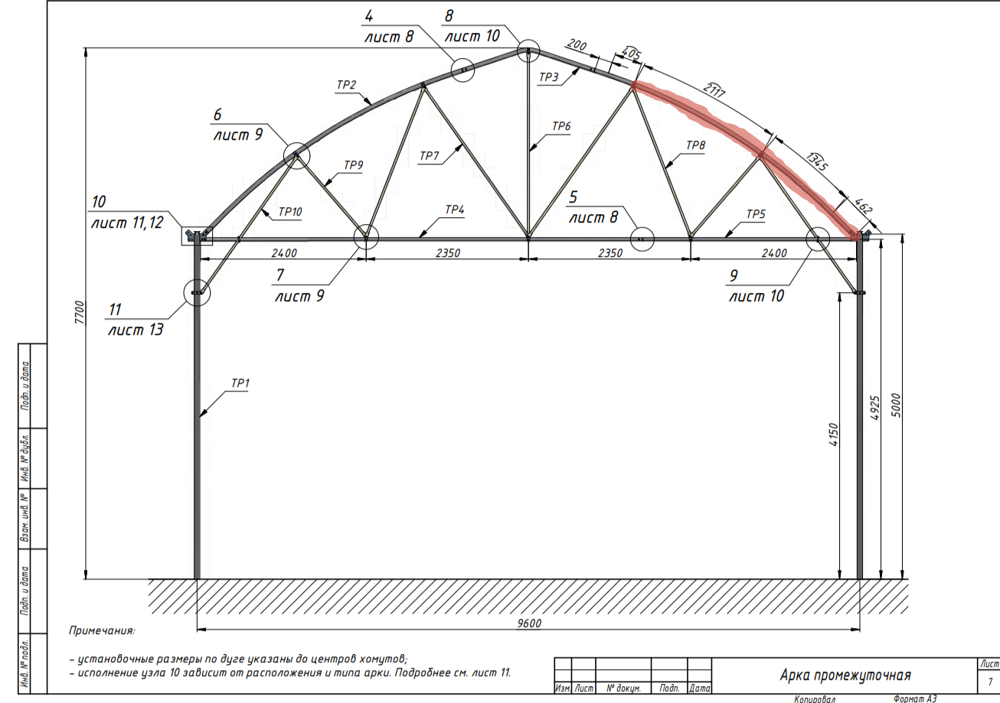 4
лист 8
8
лист 10
200
405
2117
1345
462
ТР3
ТР2
6
лист 9
ТР9
ТР7
ТР6
ТР8
10
лист 11,12
ТР10
ТР4
5
лист 8
ТР5
2400
2350
2350
2400
7
лист 9
9
лист 10
11
лист 13
7700
ТР1
4150
4925
5000
9600
Примечания:
- установочные размеры по дуге указаны до центров хомутов;
- исполнение узла 10 зависит от расположения и типа арки. Подробнее см. лист 11.
Подп. и дата
Инв. № дубл.
Взам. инв. №
Подп. и дата
Инв. № подл.
Изм. Лист № докум. Подп. Дата
Арка промежуточная
Лист
7
Копировал Формат А3